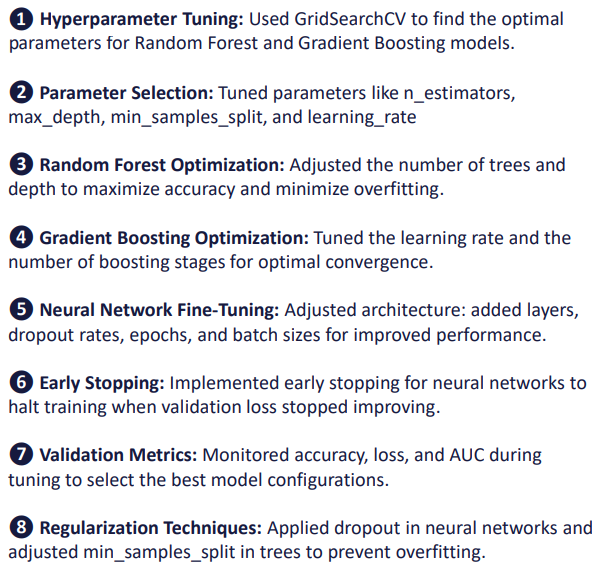 ❶ Hyperparameter Tuning: Used GridSearchCV to find the optimal
parameters for Random Forest and Gradient Boosting models.
❷ Parameter Selection: Tuned parameters like n_estimators,
max_depth, min_samples_split, and learning_rate
❸ Random Forest Optimization: Adjusted the number of trees and
depth to maximize accuracy and minimize overfitting.
❹ Gradient Boosting Optimization: Tuned the learning rate and the
number of boosting stages for optimal convergence.
❺ Neural Network Fine-Tuning: Adjusted architecture: added layers,
dropout rates, epochs, and batch sizes for improved performance.
❻ Early Stopping: Implemented early stopping for neural networks to
halt training when validation loss stopped improving.
❼ Validation Metrics: Monitored accuracy, loss, and AUC during
tuning to select the best model configurations.
❽ Regularization Techniques: Applied dropout in neural networks and
adjusted min_samples_split in trees to prevent overfitting.